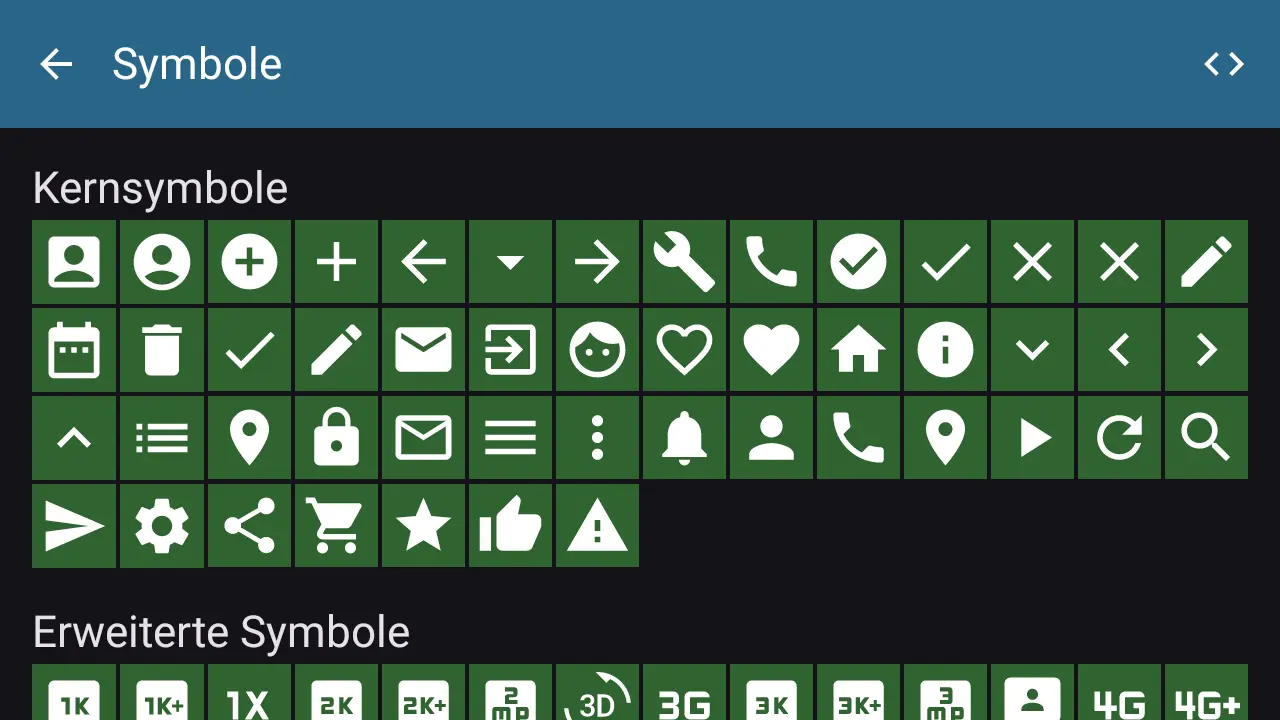 Symbole
Kernsymbole
Erweiterte Symbole
1K 1K+ 1X 2K 2K+ 2 MP 3D 3G 3K 3K+ 3 MP 4G 4G+